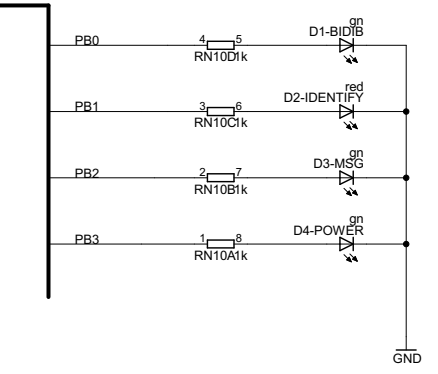 gn
D1-BIDIB
PB0 4 5
RN10D1k
red
D2-IDENTIFY
PB1 3 6
RN10C1k
gn
D3-MSG
PB2 2 7
RN10B1k
gn
D4-POWER
PB3 1 8
RN10A1k
GND